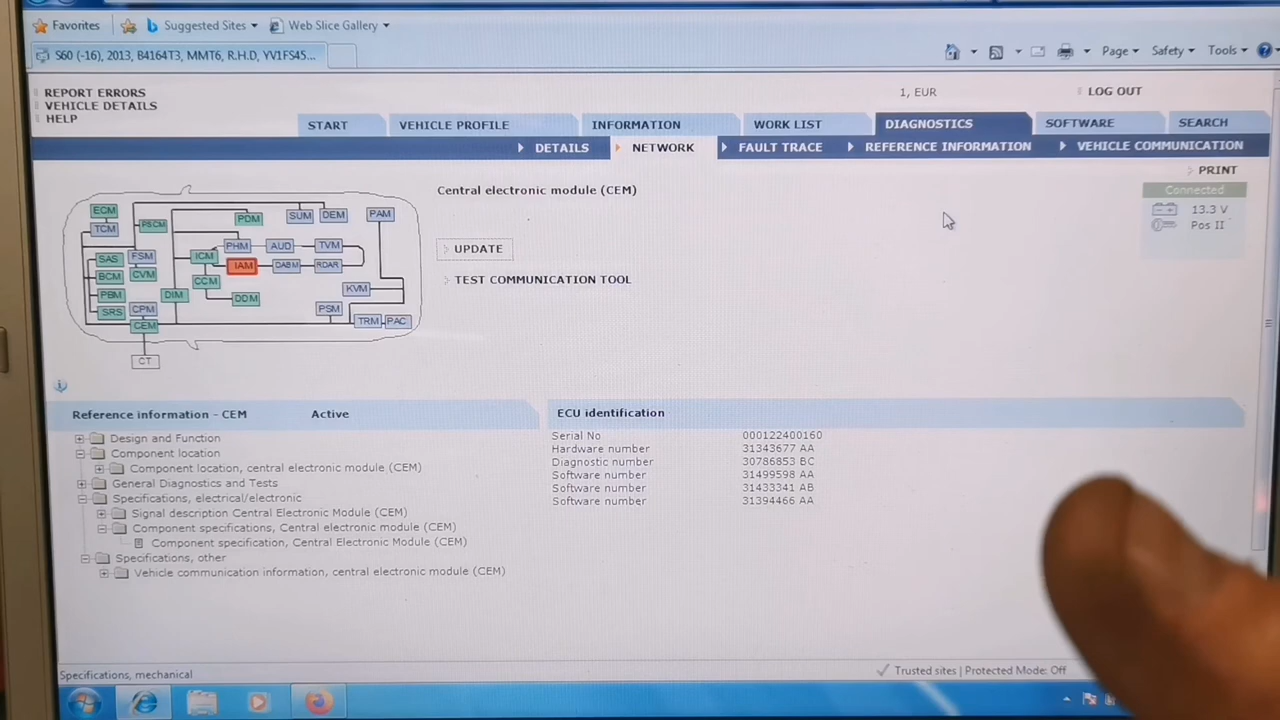 Favorites
Suggested Sites
Web Slice Gallery
S60 (-16), 2013, B4164T3, MMT6, R.H.D, YV1FS45...
Page
Safety
Tools
REPORT ERRORS
VEHICLE DETAILS
HELP
1, EUR
LOG OUT
START
VEHICLE PROFILE
INFORMATION
WORK LIST
DIAGNOSTICS
SOFTWARE
SEARCH
DETAILS
NETWORK
FAULT TRACE
REFERENCE INFORMATION
VEHICLE COMMUNICATION
PRINT
Connected
13.3 V
Pos II
Central electronic module (CEM)
UPDATE
TEST COMMUNICATION TOOL
ECM
TCM
PSCM
PDM
SUM
DEM
PAM
PHM
AUD
TVM
SAS
FSM
ICM
IAM
DABM
RDAR
BCM
CVM
CCM
KVM
PBM
DIM
DDM
SRS
CPM
PSM
CEM
TRM
PAC
CT
Reference information - CEM
Active
Design and Function
Component location
Component location, central electronic module (CEM)
General Diagnostics and Tests
Specifications, electrical/electronic
Signal description Central Electronic Module (CEM)
Component specifications, Central electronic module (CEM)
Component specification, Central Electronic Module (CEM)
Specifications, other
Vehicle communication information, central electronic module (CEM)
ECU identification
Serial No 000122400160
Hardware number 31343677 AA
Diagnostic number 30786853 BC
Software number 31499598 AA
Software number 31433341 AB
Software number 31394466 AA
Specifications, mechanical
Trusted sites | Protected Mode: Off